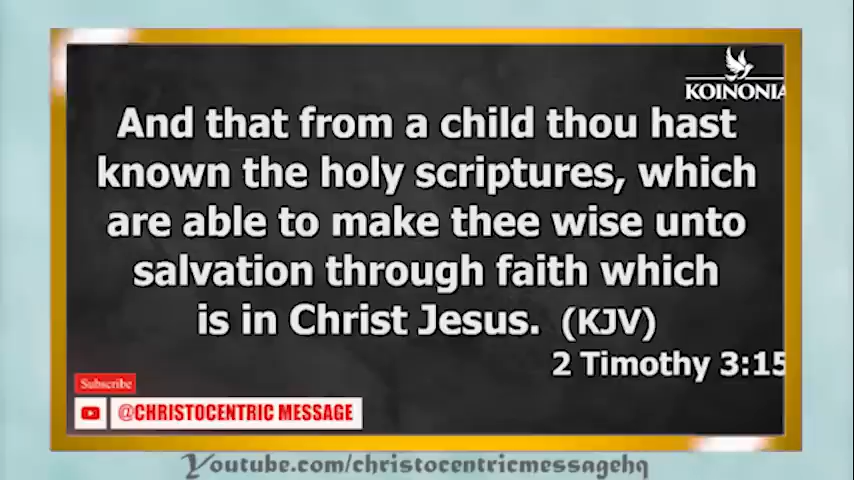 KOINONIA
And that from a child thou hast
known the holy scriptures, which
are able to make thee wise unto
salvation through faith which
is in Christ Jesus. (KJV)
2 Timothy 3:15
Subscribe
@CHRISTOCENTRIC MESSAGE
Youtube.com/christocentricmessagehq